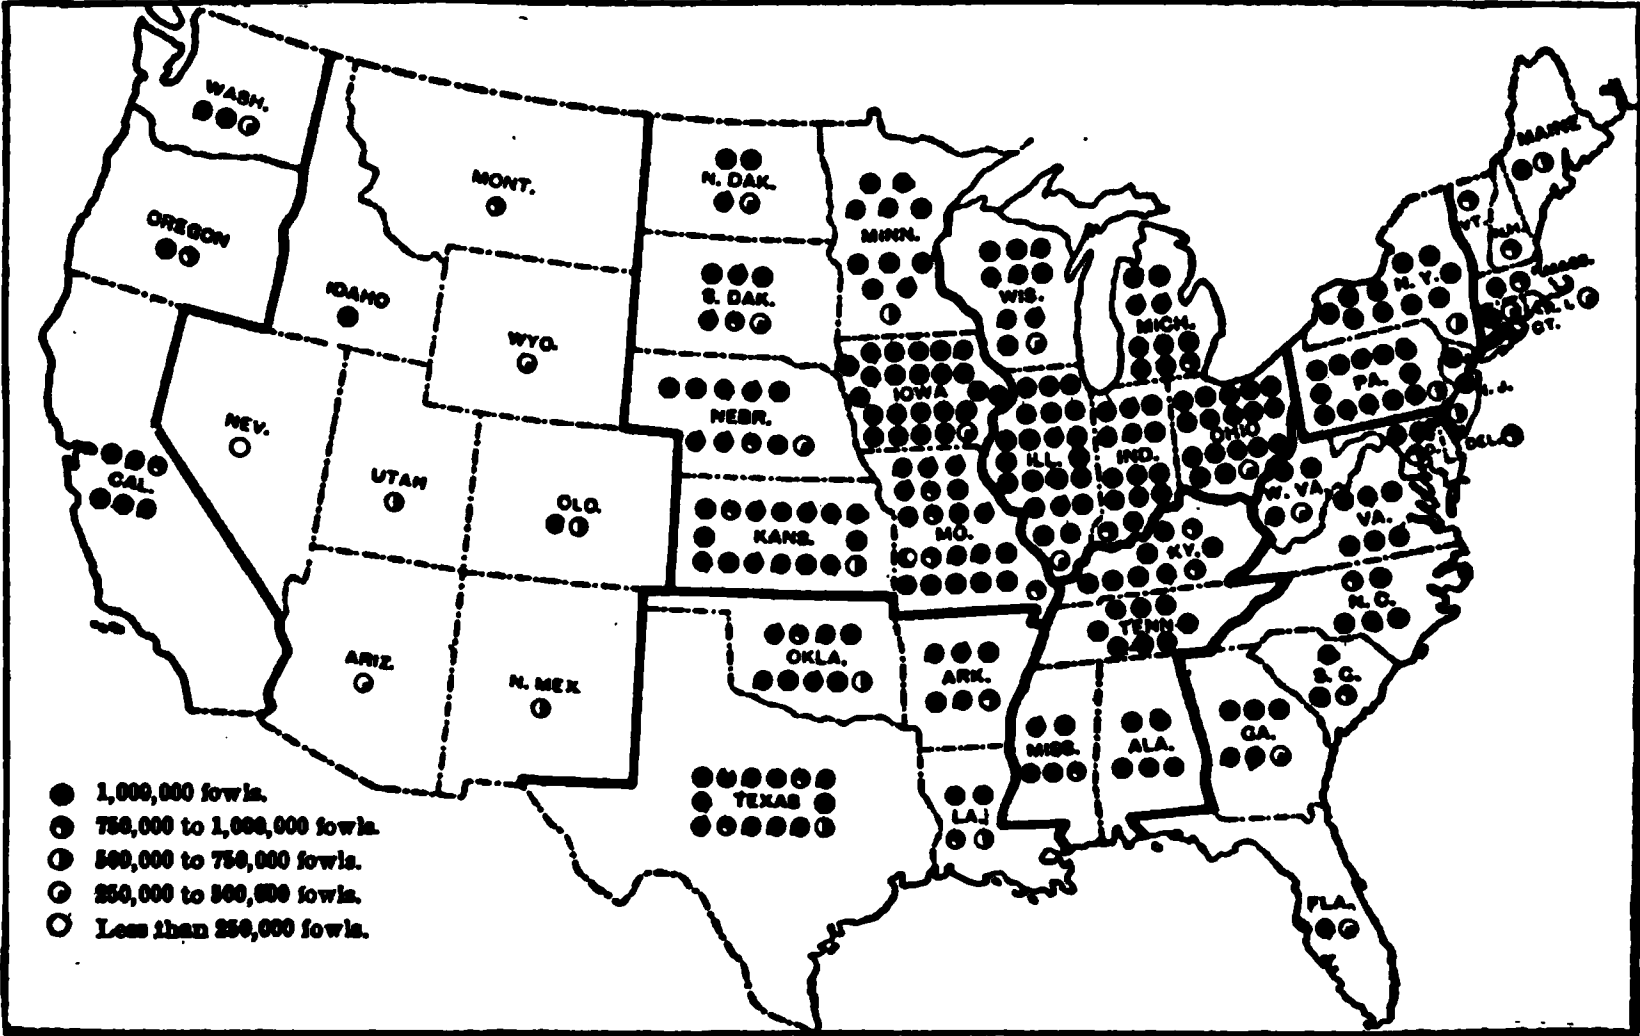 WASH.
MAINE
MONT.
N. DAK.
VT.
N.H.
OREGON
MINN.
MASS.
IDAHO
S. DAK.
WIS.
N. Y.
R. I.
CT.
WYO.
MICH.
NEV.
NEBR.
IOWA
PA.
N. J.
UTAH
CAL.
ILL.
IND.
OHIO
DEL.
OLO.
KANS.
MO.
W. VA.
VA.
KY.
N. C.
ARIZ.
N. MEX
OKLA.
ARK.
TENN.
S. C.
MISS.
ALA.
GA.
TEXAS
LA.
FLA.
1,000,000 fowls.
750,000 to 1,000,000 fowls.
500,000 to 750,000 fowls.
250,000 to 500,000 fowls.
Less than 250,000 fowls.